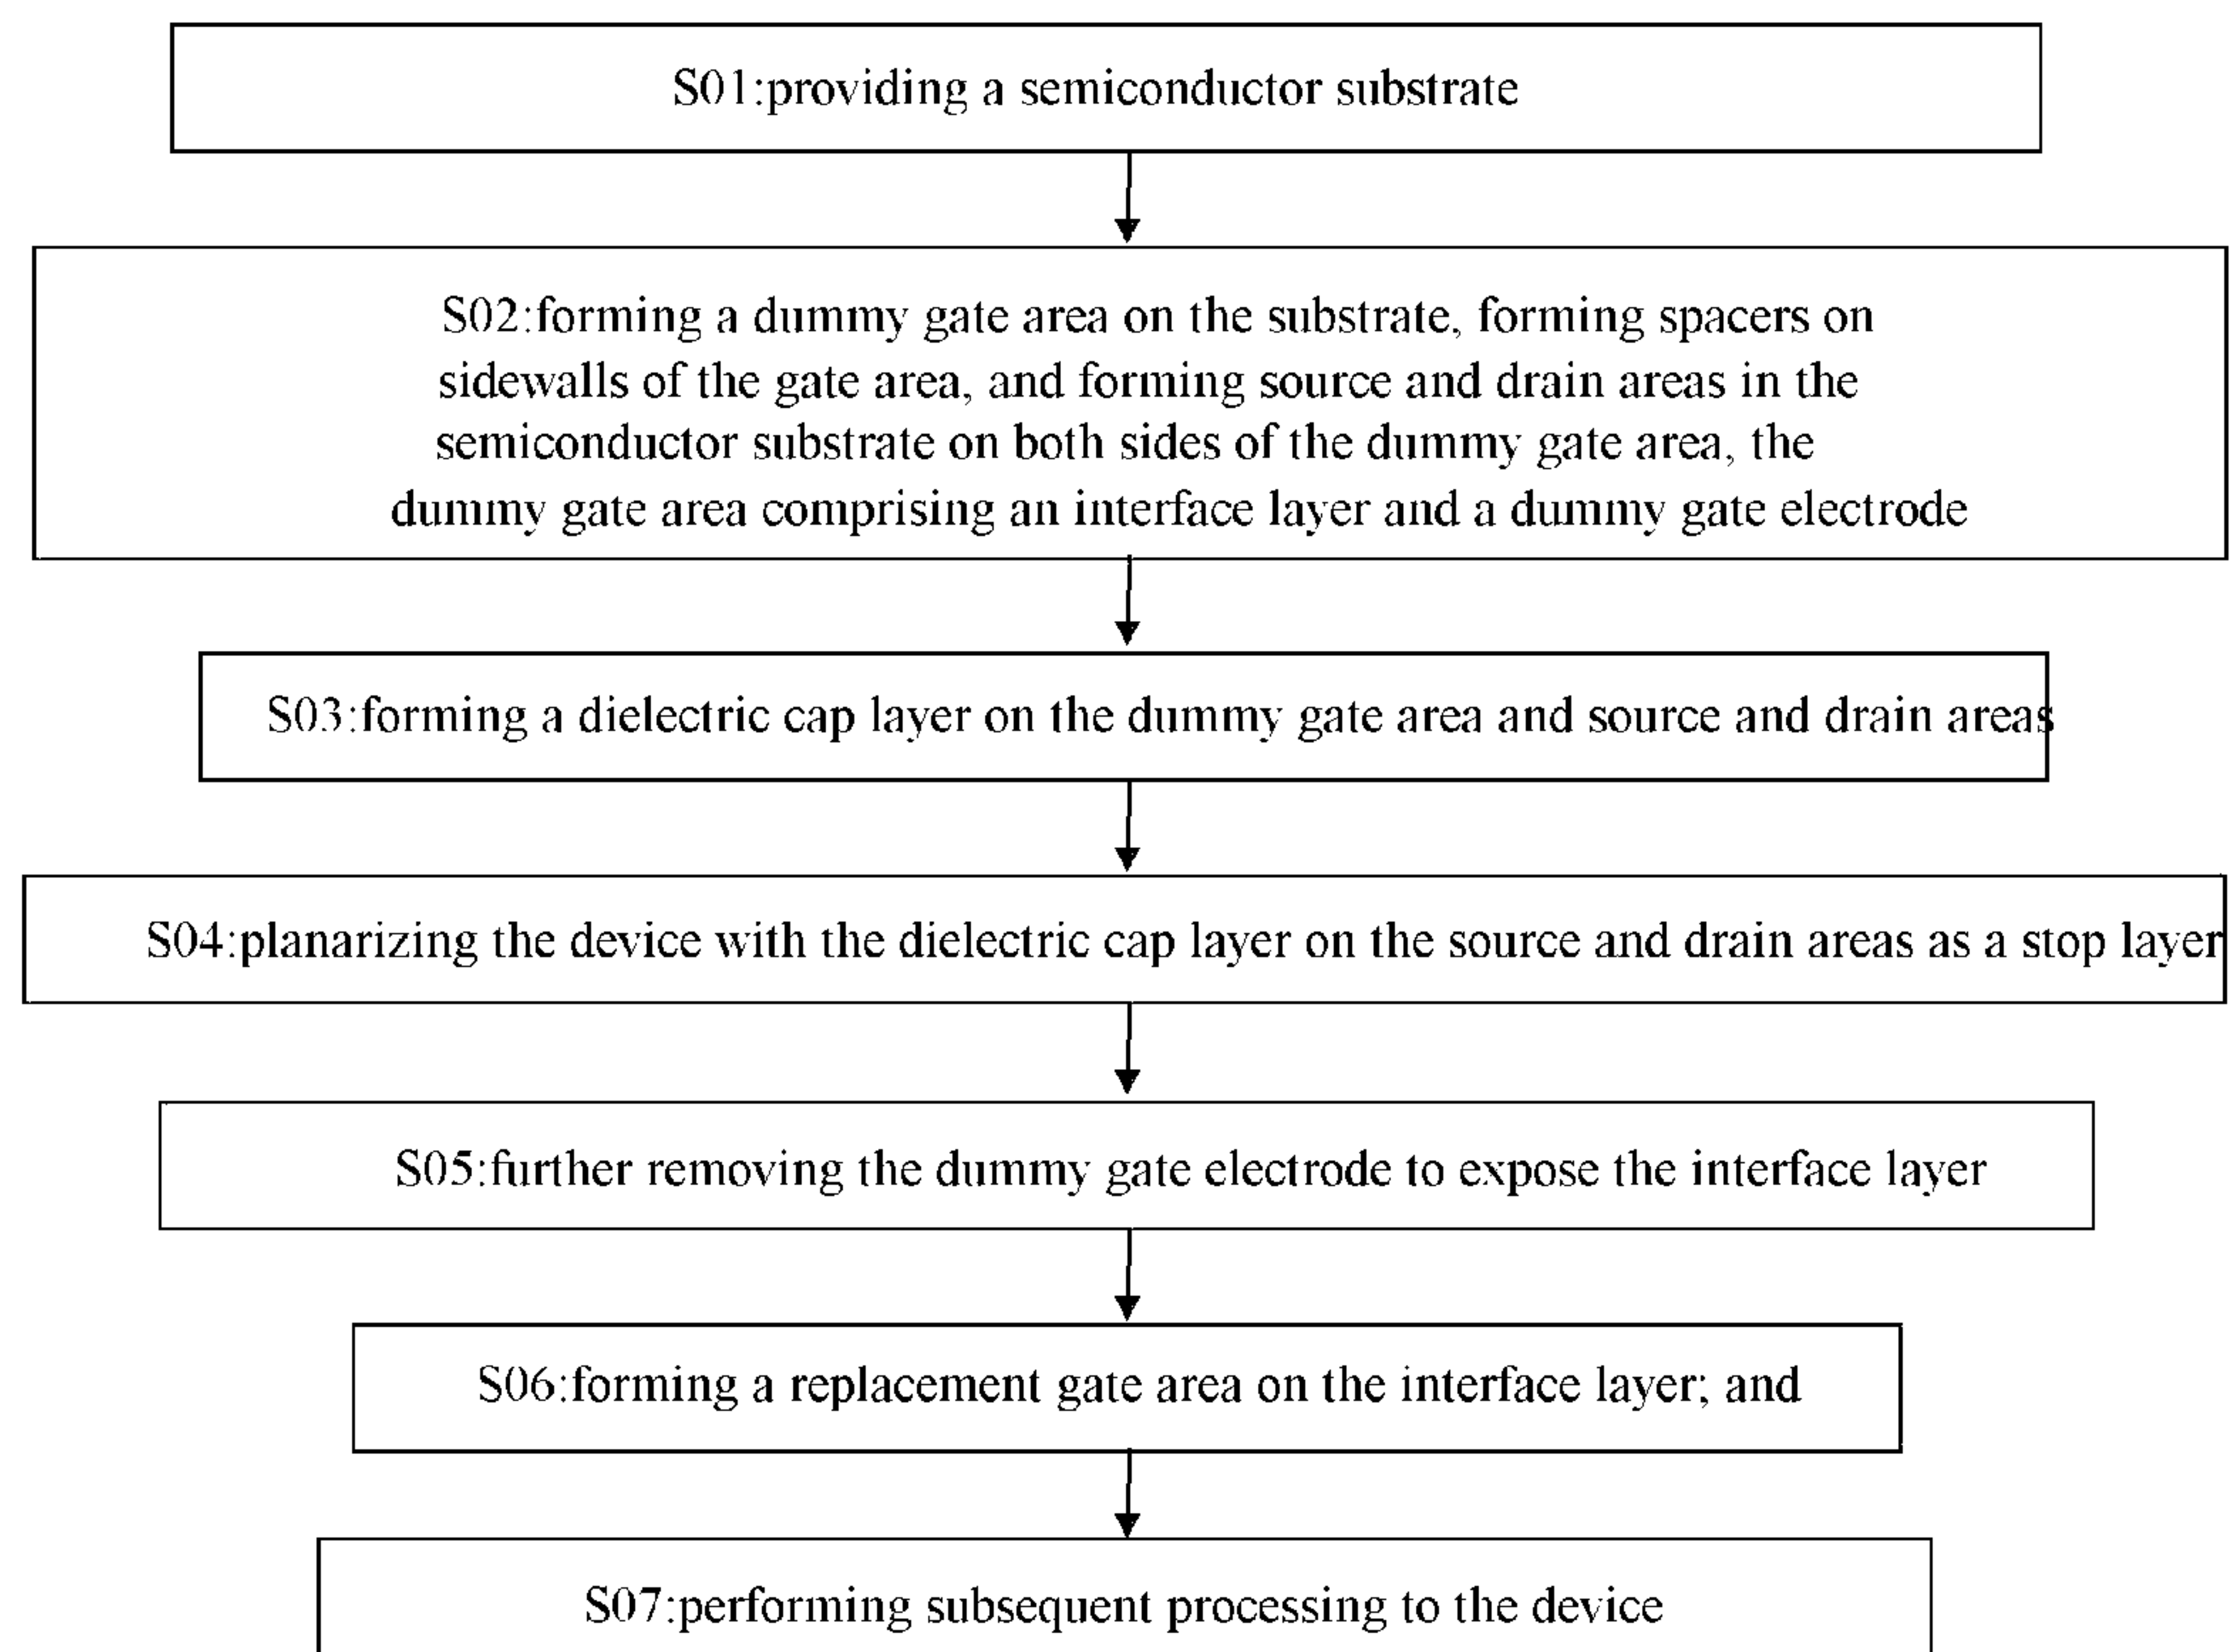 S01:providing a semiconductor substrate
S02:forming a dummy gate area on the substrate, forming spacers on
sidewalls of the gate area, and forming source and drain areas in the
semiconductor substrate on both sides of the dummy gate area, the
dummy gate area comprising an interface layer and a dummy gate electrode
S03:forming a dielectric cap layer on the dummy gate area and source and drain areas
S04:planarizing the device with the dielectric cap layer on the source and drain areas as a stop layer
S05:further removing the dummy gate electrode to expose the interface layer
S06:forming a replacement gate area on the interface layer; and
S07:performing subsequent processing to the device